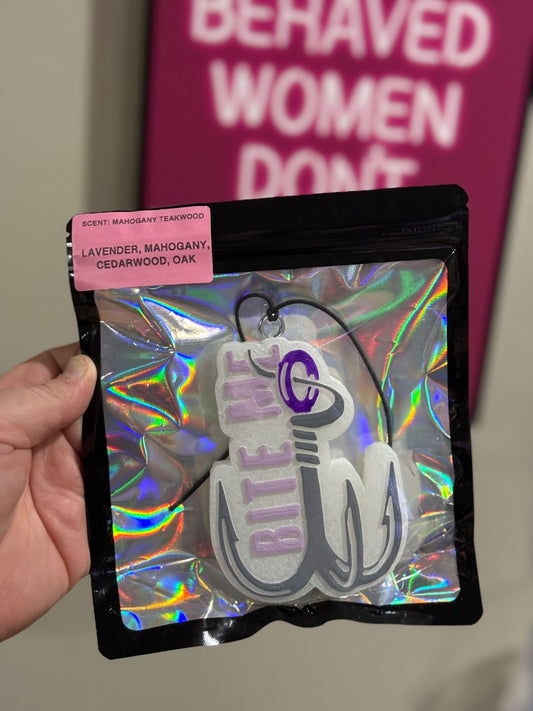 BEHAVED
WOMEN
DON'T
SCENT: MAHOGANY TEAKWOOD
LAVENDER, MAHOGANY,
CEDARWOOD, OAK
BITE ME